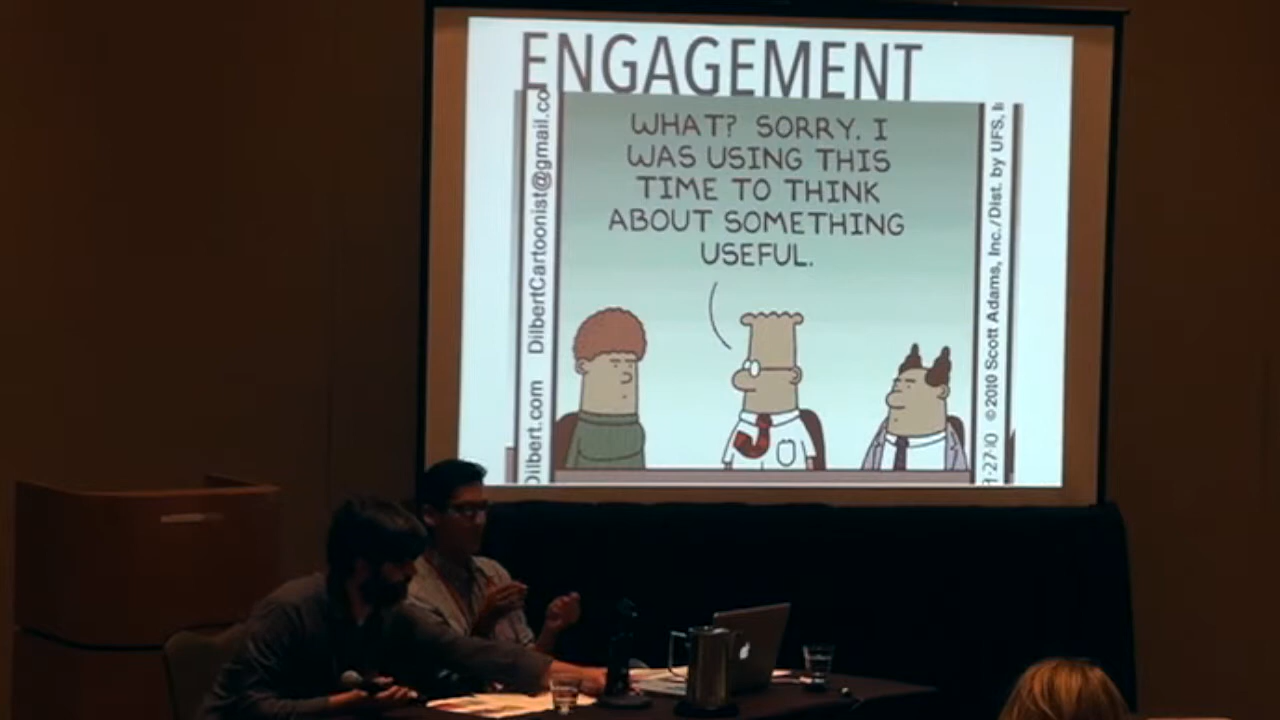 ENGAGEMENT
WHAT? SORRY. I
WAS USING THIS
TIME TO THINK
ABOUT SOMETHING
USEFUL.
Dilbert.com DilbertCartoonist@gmail.co
27-10 ©2010 Scott Adams, Inc./Dist. by UFS,